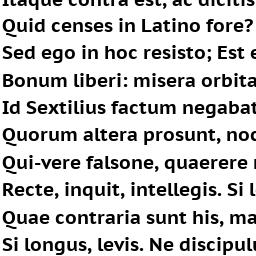 Itaque contra est, ac dicitis
Quid censes in Latino fore?
Sed ego in hoc resisto; Est
Bonum liberi: misera orbita
Id Sextilius factum negabat
Quorum altera prosunt, noc
Qui-vere falsone, quaerere
Recte, inquit, intellegis. Si
Quae contraria sunt his, ma
Si longus, levis. Ne discipul